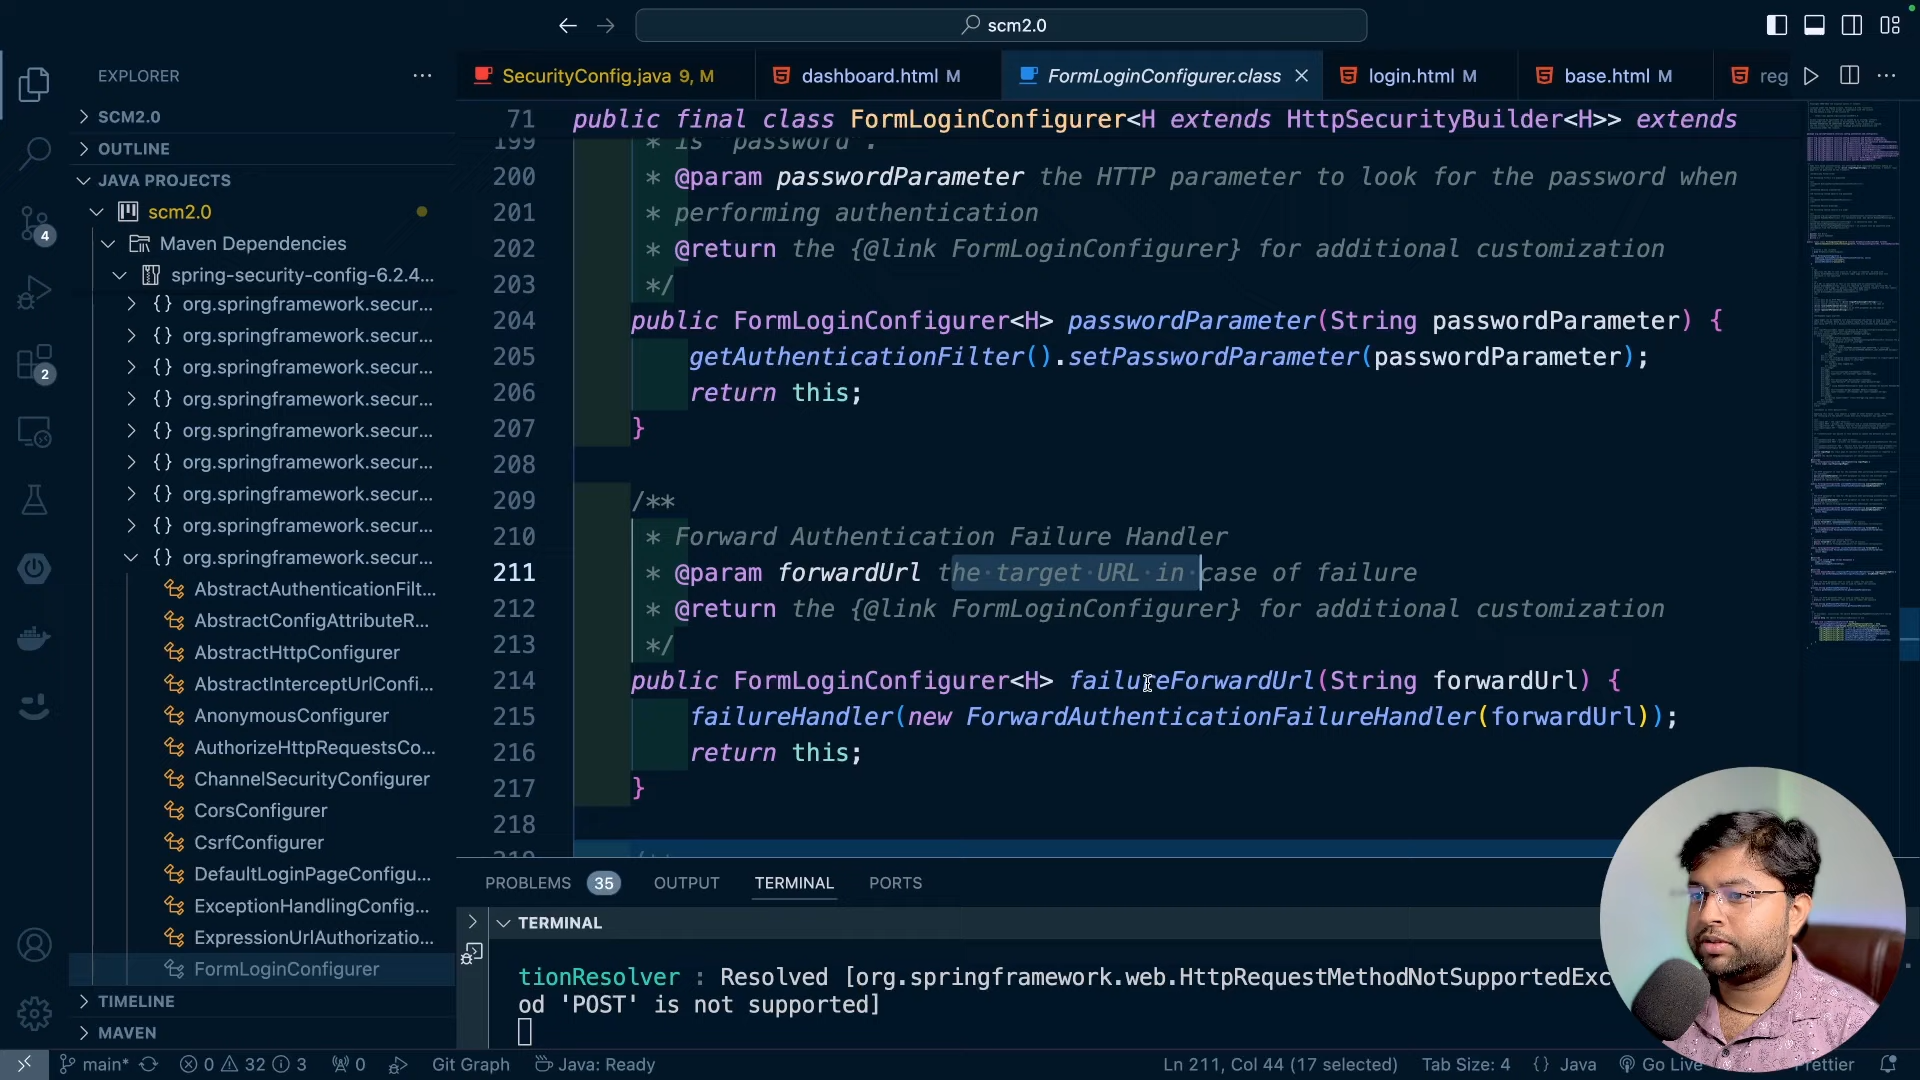 scm2.0
EXPLORER
SecurityConfig.java 9, M
dashboard.html M
FormLoginConfigurer.class
login.html M
base.html M
reg
SCM2.0
OUTLINE
JAVA PROJECTS
scm2.0
Maven Dependencies
spring-security-config-6.2.4...
org.springframework.secur...
org.springframework.secur...
org.springframework.secur...
org.springframework.secur...
org.springframework.secur...
org.springframework.secur...
org.springframework.secur...
org.springframework.secur...
org.springframework.secur...
AbstractAuthenticationFilt...
AbstractConfigAttributeR...
AbstractHttpConfigurer
AbstractInterceptUrlConfi...
AnonymousConfigurer
AuthorizeHttpRequestsCo...
ChannelSecurityConfigurer
CorsConfigurer
CsrfConfigurer
DefaultLoginPageConfigu...
ExceptionHandlingConfig...
ExpressionUrlAuthorizatio...
FormLoginConfigurer
TIMELINE
MAVEN
4
2
71 public final class FormLoginConfigurer<H extends HttpSecurityBuilder<H>> extends
199 * is "password".
200 * @param passwordParameter the HTTP parameter to look for the password when
201 * performing authentication
202 * @return the {@link FormLoginConfigurer} for additional customization
203 */
204 public FormLoginConfigurer<H> passwordParameter(String passwordParameter) {
205 getAuthenticationFilter().setPasswordParameter(passwordParameter);
206 return this;
207 }
208
209 /**
210 * Forward Authentication Failure Handler
211 * @param forwardUrl the target URL in case of failure
212 * @return the {@link FormLoginConfigurer} for additional customization
213 */
214 public FormLoginConfigurer<H> failureForwardUrl(String forwardUrl) {
215 failureHandler(new ForwardAuthenticationFailureHandler(forwardUrl));
216 return this;
217 }
218
PROBLEMS 35 OUTPUT TERMINAL PORTS
TERMINAL
tionResolver : Resolved [org.springframework.web.HttpRequestMethodNotSupportedExc
od 'POST' is not supported]
main* 0 32 3 0 Git Graph Java: Ready Ln 211, Col 44 (17 selected) Tab Size: 4 {} Java Go Live Prettier